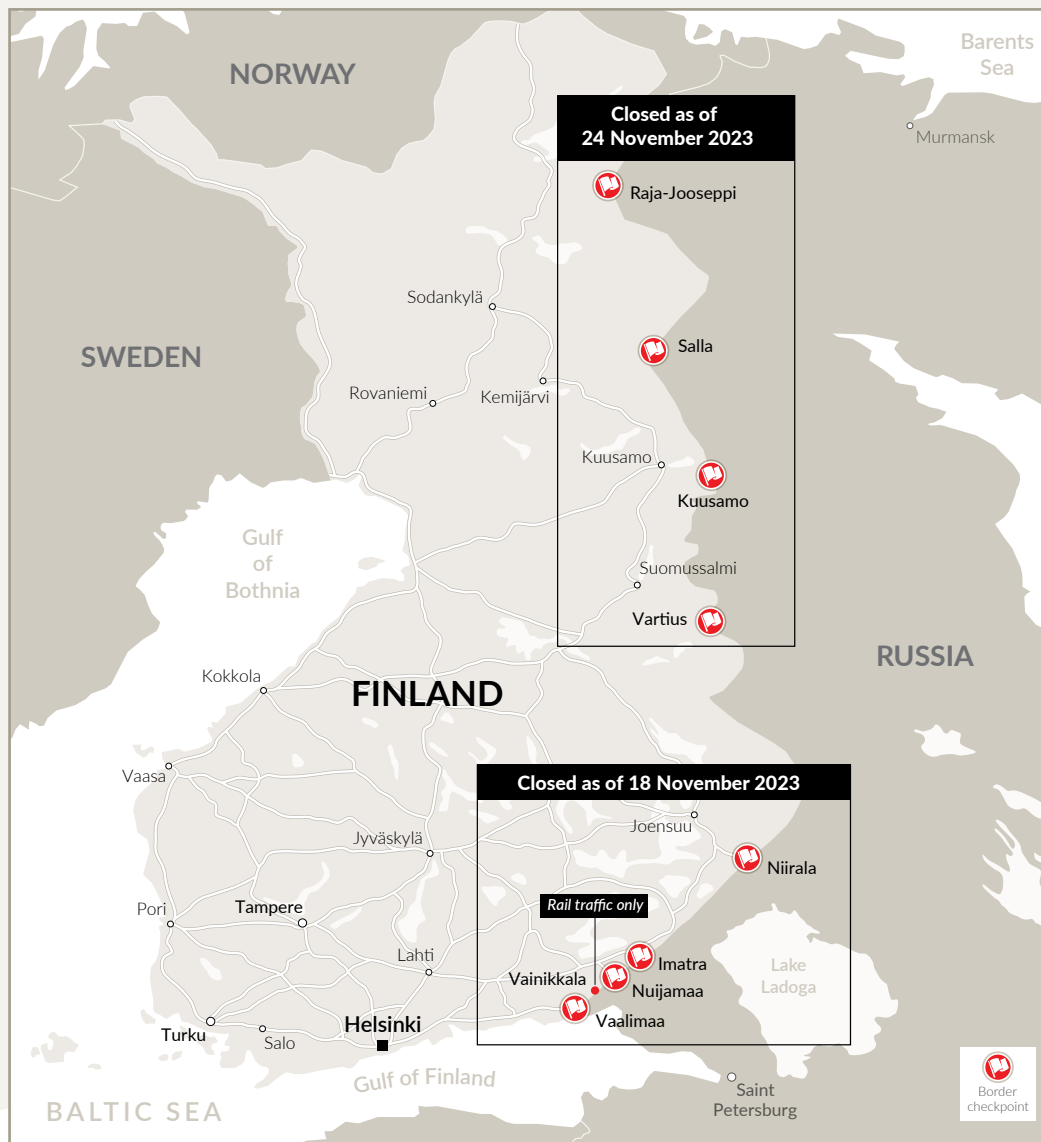 Barents
Sea
NORWAY
Closed as of
24 November 2023
Murmansk
Raja-Jooseppi
Sodankylä
SWEDEN
Salla
Rovaniemi
Kemijärvi
Kuusamo
Kuusamo
Gulf
of
Bothnia
Suomussalmi
Vartius
RUSSIA
Kokkola
FINLAND
Vaasa
Closed as of 18 November 2023
Joensuu
Jyväskylä
Niirala
Rail traffic only
Pori
Tampere
Lahti
Imatra
Vainikkala
Nuijamaa
Lake
Ladoga
Vaalimaa
Helsinki
Turku
Salo
Gulf of Finland
Saint
Petersburg
BALTIC SEA
Border
checkpoint